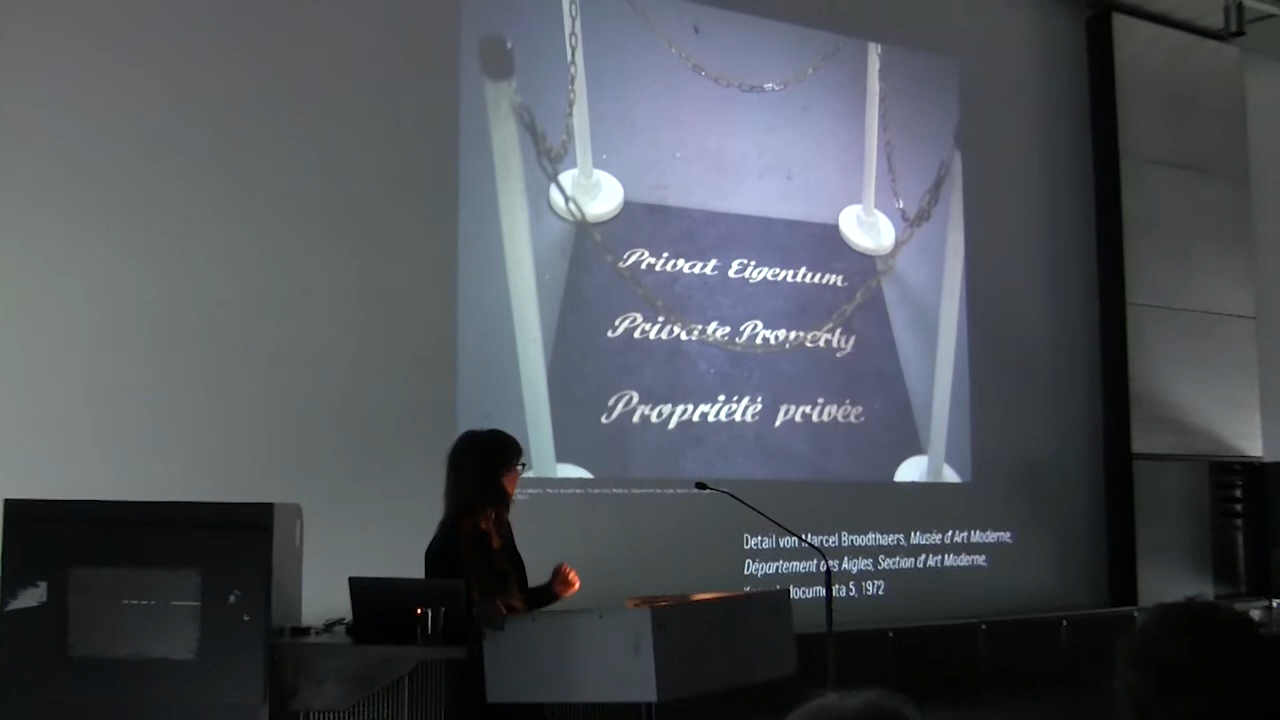 Privat Eigentum
Private Property
Propriété privée
Detail von Marcel Broodthaers, Musée d'Art Moderne,
Département des Aigles, Section d'Art Moderne,
documenta 5, 1972